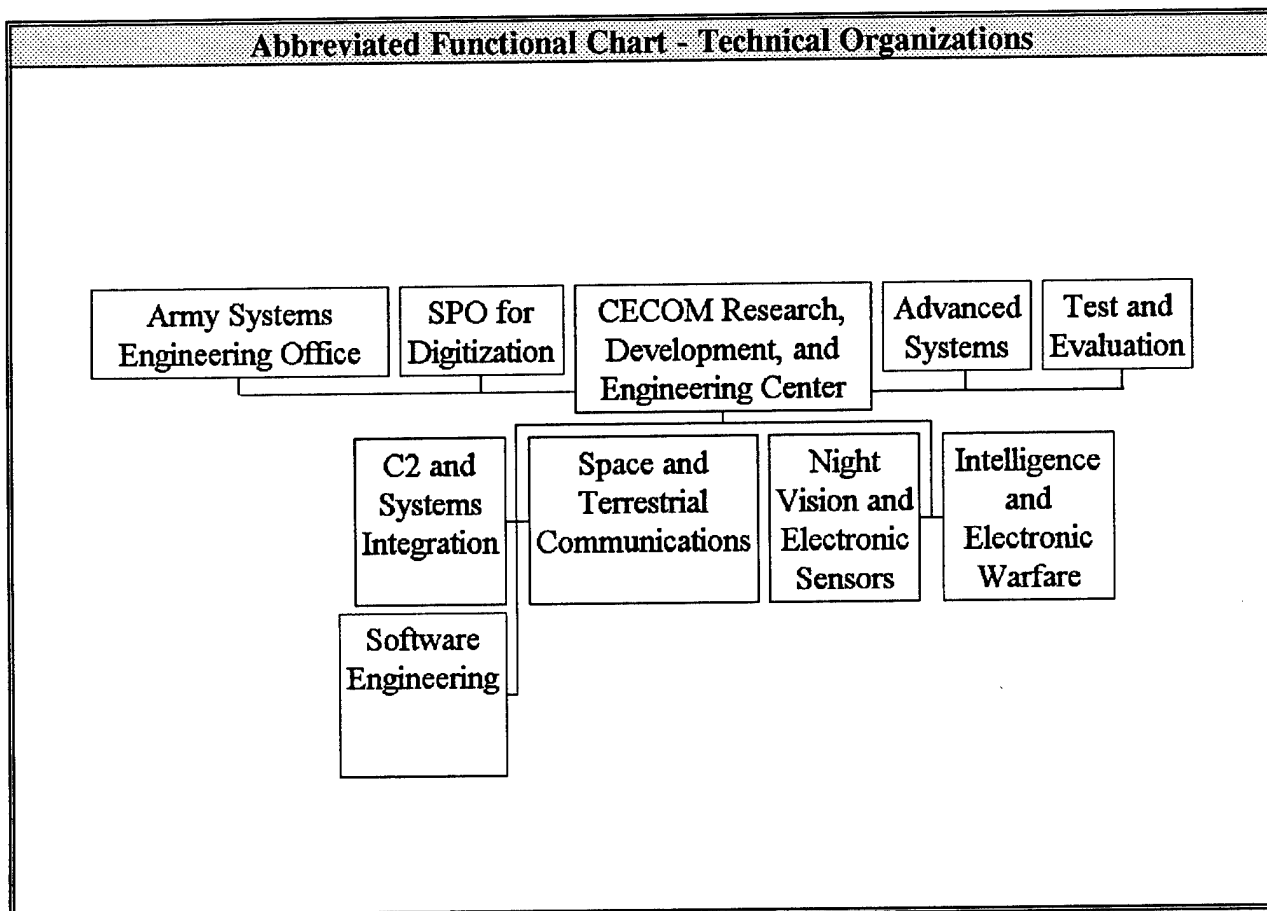 Abbreviated Functional Chart - Technical Organizations
Army Systems
Engineering Office
SPO for
Digitization
CECOM Research,
Development, and
Engineering Center
Advanced
Systems
Test and
Evaluation
C2 and
Systems
Integration
Space and
Terrestrial
Communications
Night
Vision and
Electronic
Sensors
Intelligence
and
Electronic
Warfare
Software
Engineering